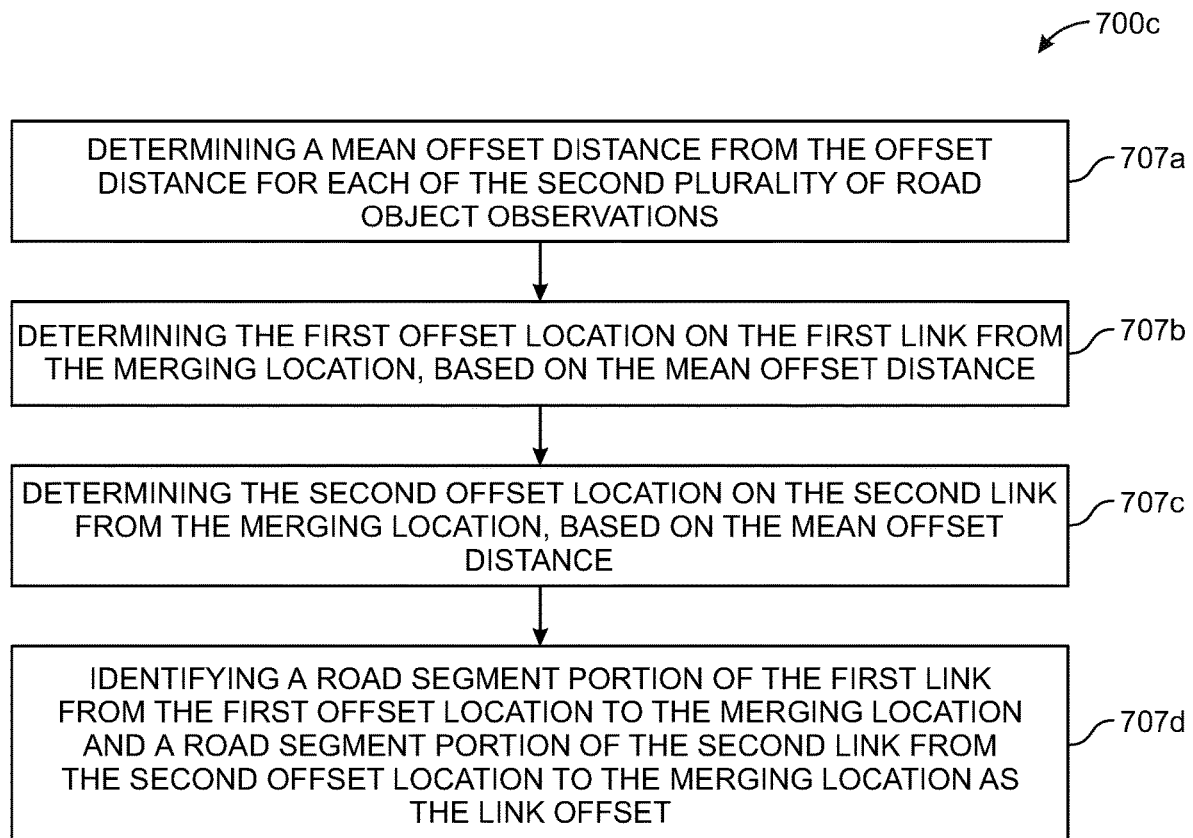 700c
DETERMINING A MEAN OFFSET DISTANCE FROM THE OFFSET
DISTANCE FOR EACH OF THE SECOND PLURALITY OF ROAD
OBJECT OBSERVATIONS
707a
DETERMINING THE FIRST OFFSET LOCATION ON THE FIRST LINK FROM
THE MERGING LOCATION, BASED ON THE MEAN OFFSET DISTANCE
707b
DETERMINING THE SECOND OFFSET LOCATION ON THE SECOND LINK
FROM THE MERGING LOCATION, BASED ON THE MEAN OFFSET
DISTANCE
707c
IDENTIFYING A ROAD SEGMENT PORTION OF THE FIRST LINK
FROM THE FIRST OFFSET LOCATION TO THE MERGING LOCATION
AND A ROAD SEGMENT PORTION OF THE SECOND LINK FROM
THE SECOND OFFSET LOCATION TO THE MERGING LOCATION AS
THE LINK OFFSET
707d